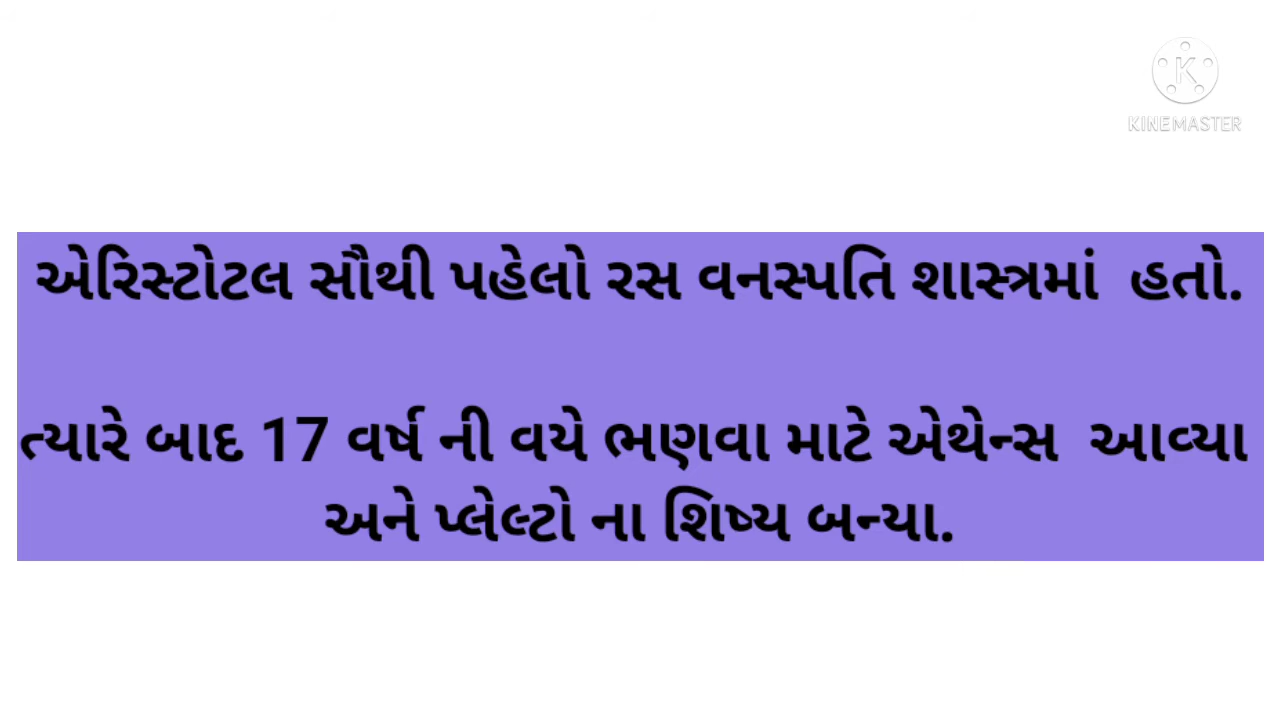 KINEMASTER
એરિસ્ટોટલ સૌથી પહેલો રસ વનસ્પતિ શાસ્ત્રમાં હતો.
ત્યારે બાદ 17 વર્ષ ની વયે ભણવા માટે એથેન્સ આવ્યા
અને પ્લેલ્ટો ના શિષ્ય બન્યા.